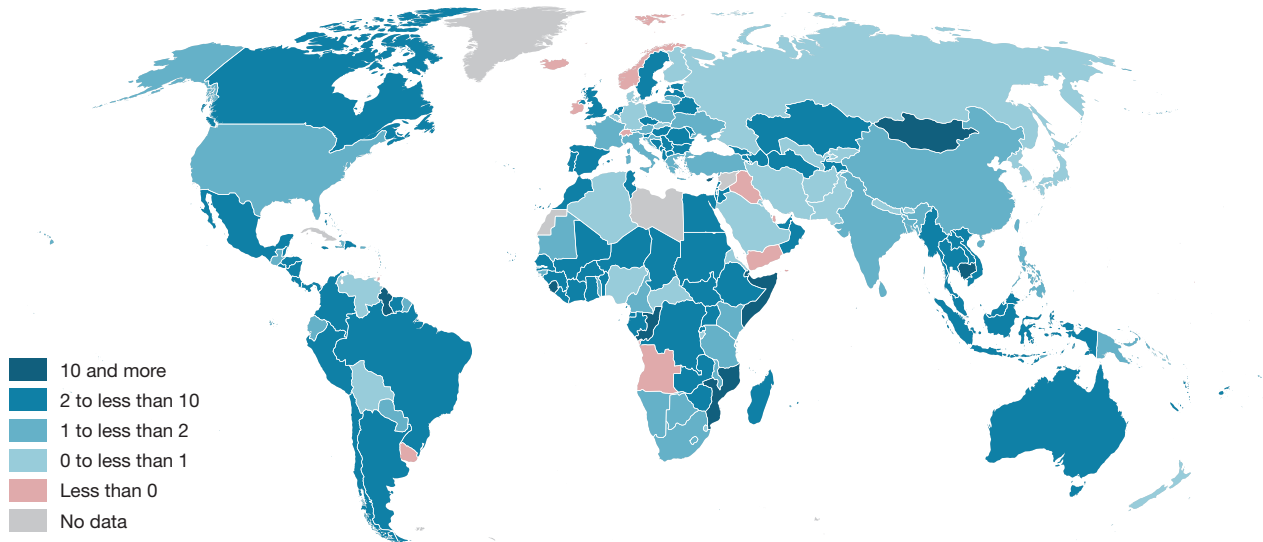 10 and more
2 to less than 10
1 to less than 2
0 to less than 1
Less than 0
No data